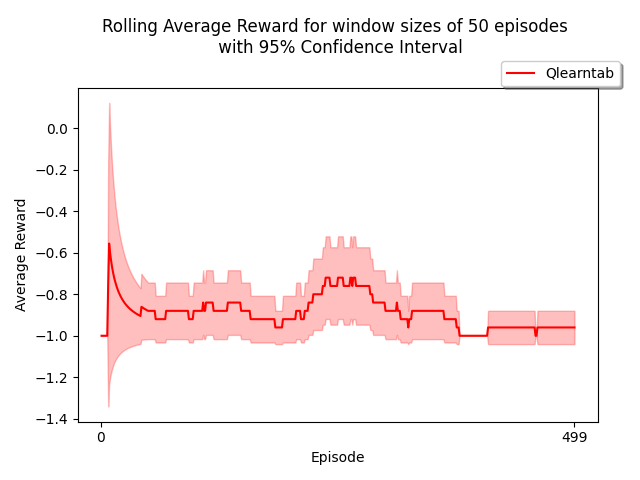 Rolling Average Reward for window sizes of 50 episodes
with 95% Confidence Interval
Qlearntab
0.0
−0.2
−0.4
−0.6
−0.8
−1.0
−1.2
−1.4
Average Reward
0 499
Episode